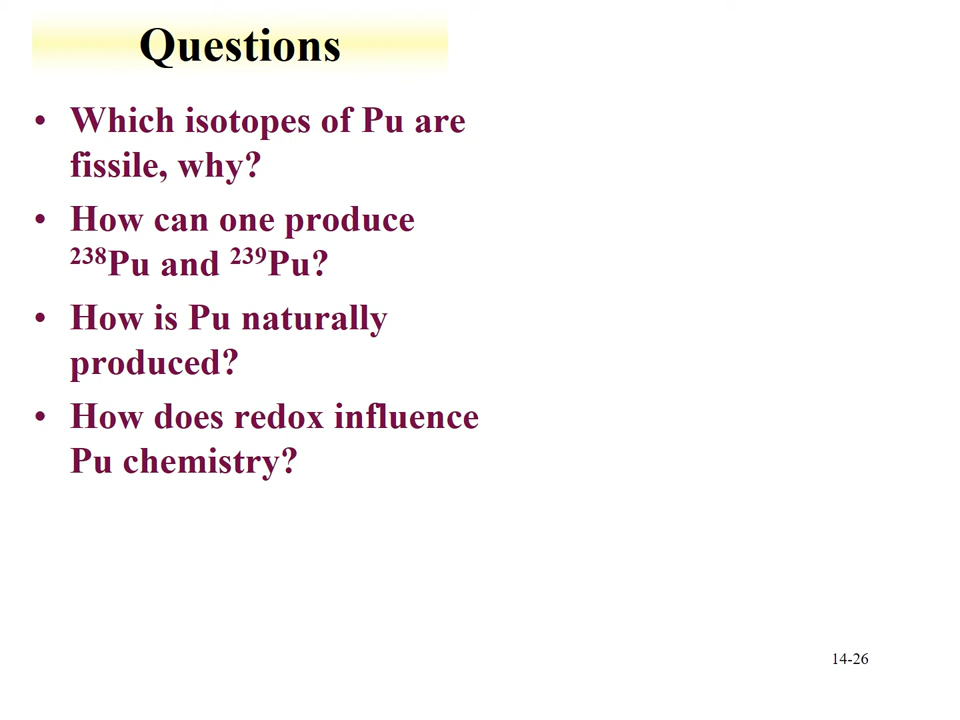 Questions
• Which isotopes of Pu are
fissile, why?
• How can one produce
²³⁸Pu and ²³⁹Pu?
• How is Pu naturally
produced?
• How does redox influence
Pu chemistry?
14-26